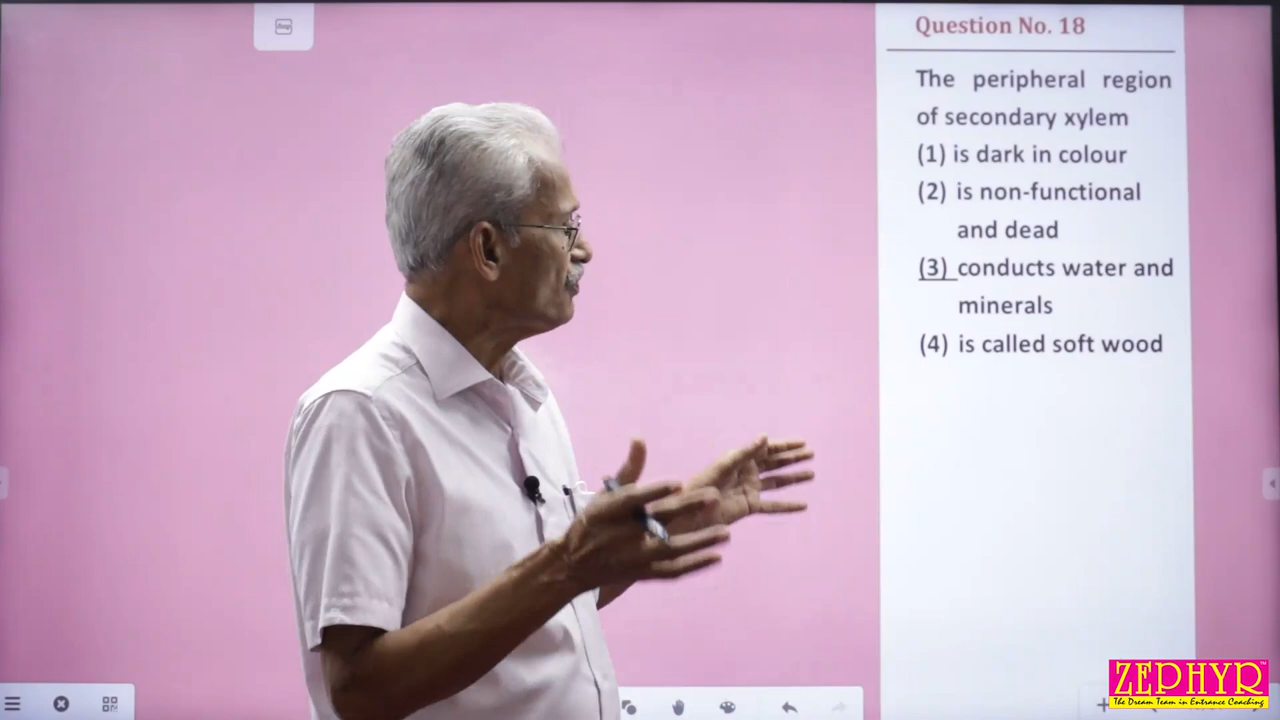 Question No. 18
The peripheral region
of secondary xylem
(1) is dark in colour
(2) is non-functional
and dead
(3) conducts water and
minerals
(4) is called soft wood
ZEPHYR™
The Dream Team in Entrance Coaching